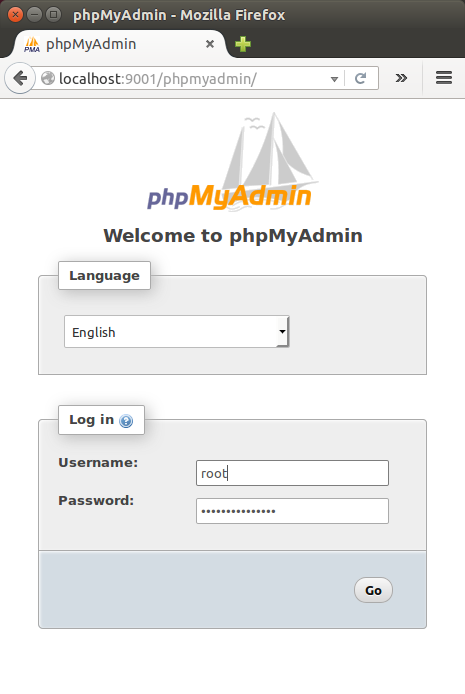 phpMyAdmin - Mozilla Firefox
PMA phpMyAdmin
localhost:9001/phpmyadmin/
phpMyAdmin
Welcome to phpMyAdmin
Language
English
Log in
Username:
root
Password:
•••••••••••••••
Go